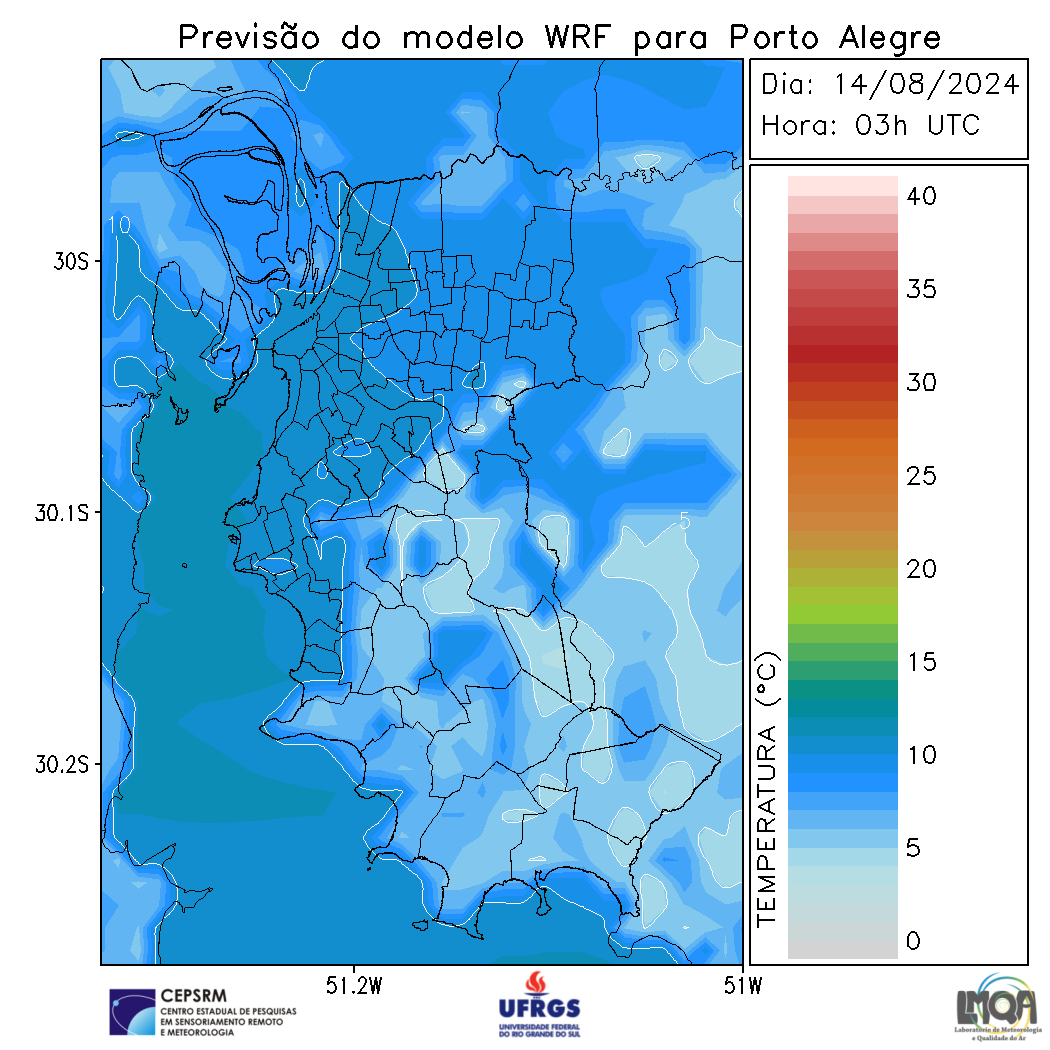 Previsão do modelo WRF para Porto Alegre
Dia: 14/08/2024
Hora: 03h UTC
10
5
30S
30.1S
30.2S
51.2W
51W
40
35
30
25
20
15
10
5
0
TEMPERATURA (°C)
CEPSRM
CENTRO ESTADUAL DE PESQUISAS
EM SENSORIAMENTO REMOTO
E METEOROLOGIA
UFRGS
UNIVERSIDADE FEDERAL
DO RIO GRANDE DO SUL
LMQA
Laboratório de Meteorologia
e Qualidade do Ar